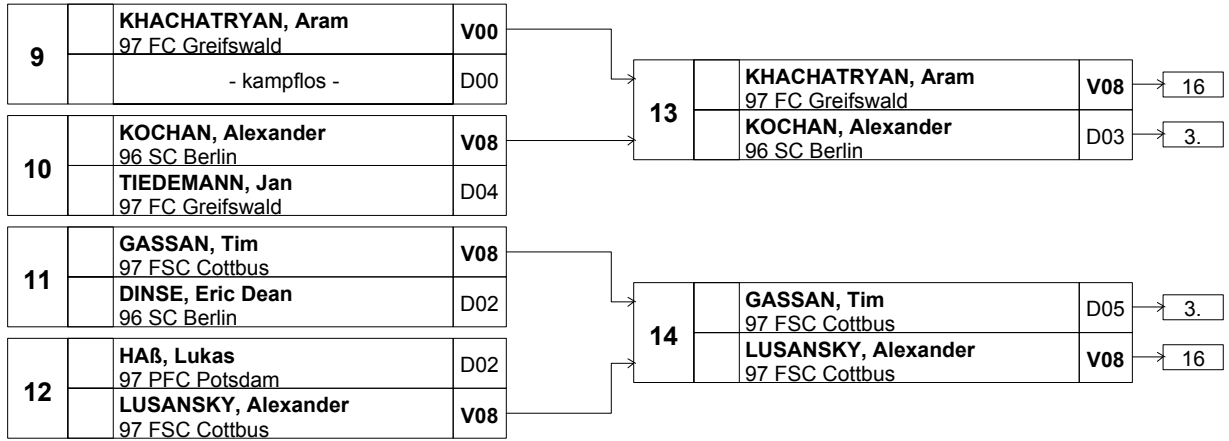 9
KHACHATRYAN, Aram
97 FC Greifswald
V00
- kampflos -
D00
10
KOCHAN, Alexander
96 SC Berlin
V08
TIEDEMANN, Jan
97 FC Greifswald
D04
11
GASSAN, Tim
97 FSC Cottbus
V08
DINSE, Eric Dean
96 SC Berlin
D02
12
HAß, Lukas
97 PFC Potsdam
D02
LUSANSKY, Alexander
97 FSC Cottbus
V08
13
KHACHATRYAN, Aram
97 FC Greifswald
V08
16
KOCHAN, Alexander
96 SC Berlin
D03
3.
14
GASSAN, Tim
97 FSC Cottbus
D05
3.
LUSANSKY, Alexander
97 FSC Cottbus
V08
16